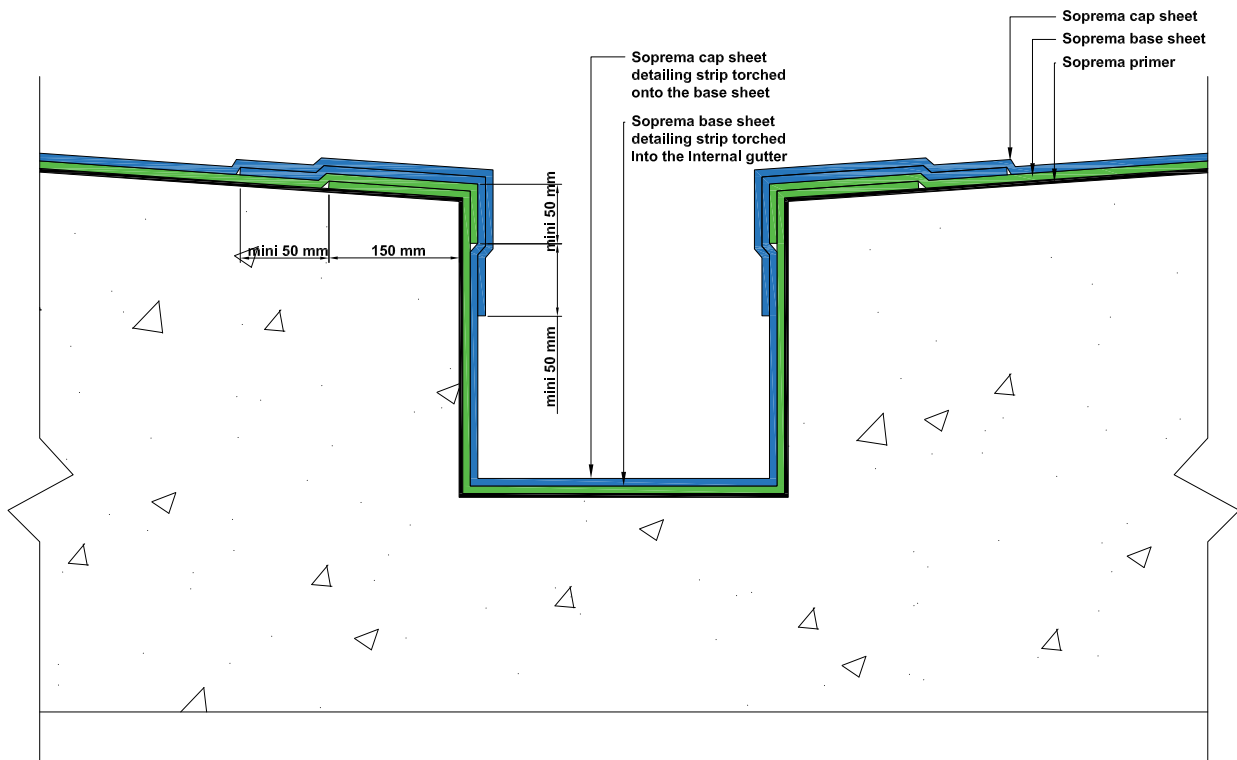 Soprema cap sheet
Soprema base sheet
Soprema primer
Soprema cap sheet
detailing strip torched
onto the base sheet
Soprema base sheet
detailing strip torched
Into the Internal gutter
mini 50 mm
mini 50 mm
150 mm
mini 50 mm